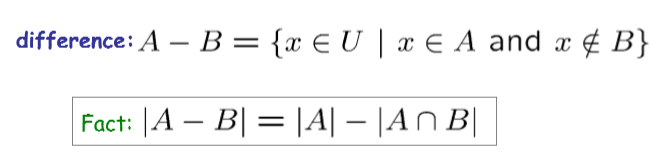 difference: A − B = {x ∈ U | x ∈ A and x ∉ B}
Fact: |A − B| = |A| − |A ∩ B|